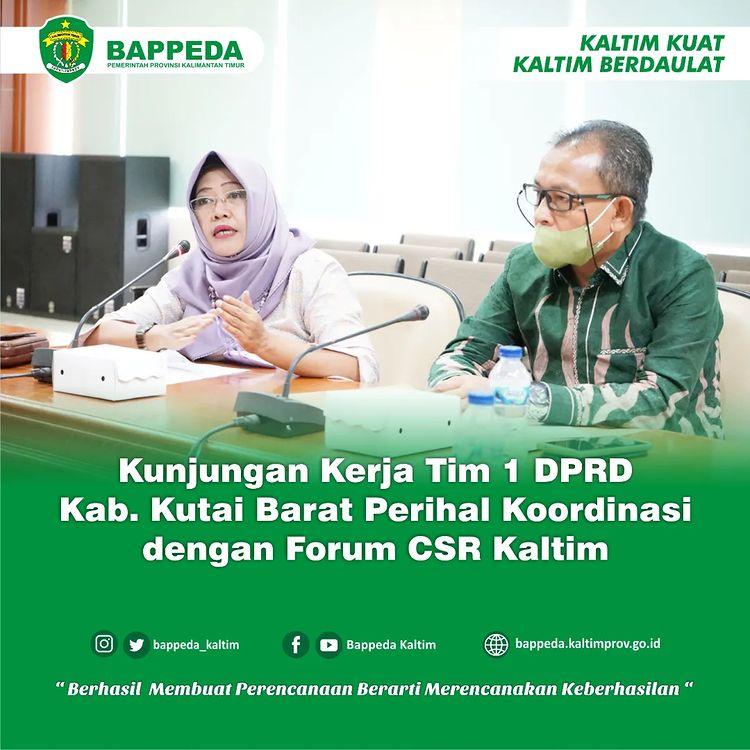 BAPPEDA
PEMERINTAH PROVINSI KALIMANTAN TIMUR
KALTIM KUAT
KALTIM BERDAULAT
Kunjungan Kerja Tim 1 DPRD
Kab. Kutai Barat Perihal Koordinasi
dengan Forum CSR Kaltim
bappeda_kaltim
Bappeda Kaltim
bappeda.kaltimprov.go.id
“ Berhasil Membuat Perencanaan Berarti Merencanakan Keberhasilan “